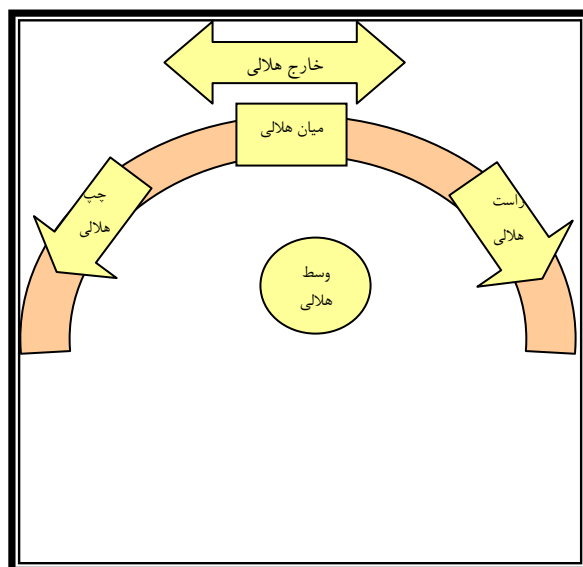 خارج هلالی
میان هلالی
راست
هلالی
چپ
هلالی
وسط
هلالی